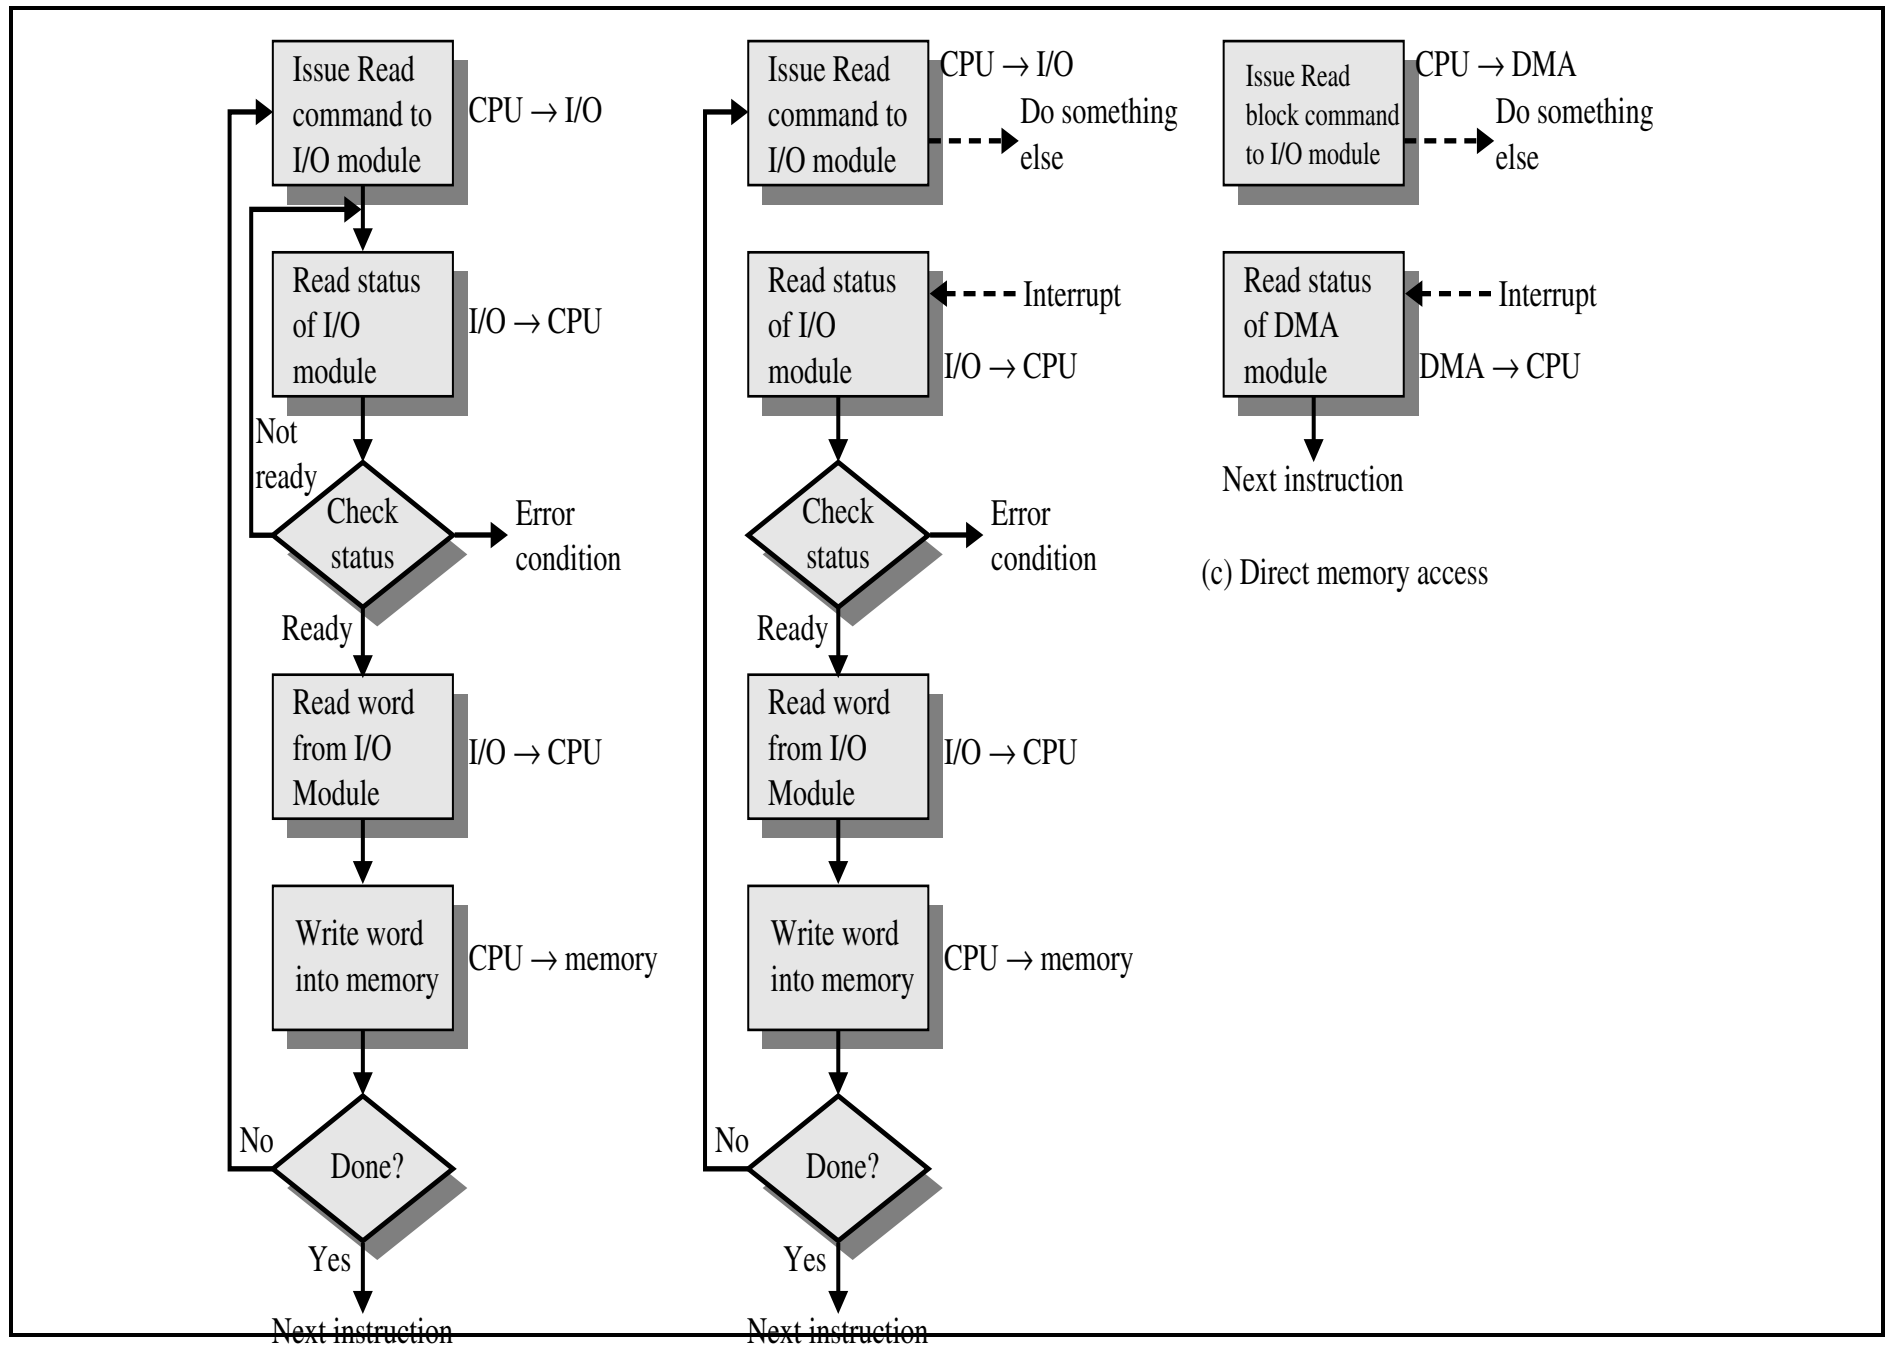 Issue Read
command to
I/O module
CPU → I/O
Read status
of I/O
module
I/O → CPU
Not
ready
Check
status
Error
condition
Ready
Read word
from I/O
Module
I/O → CPU
Write word
into memory
CPU → memory
No
Done?
Yes
Next instruction
Issue Read
command to
I/O module
CPU → I/O
Do something
else
Read status
of I/O
module
Interrupt
I/O → CPU
Check
status
Error
condition
Ready
Read word
from I/O
Module
I/O → CPU
Write word
into memory
CPU → memory
No
Done?
Yes
Next instruction
Issue Read
block command
to I/O module
CPU → DMA
Do something
else
Read status
of DMA
module
Interrupt
DMA → CPU
Next instruction
(c) Direct memory access